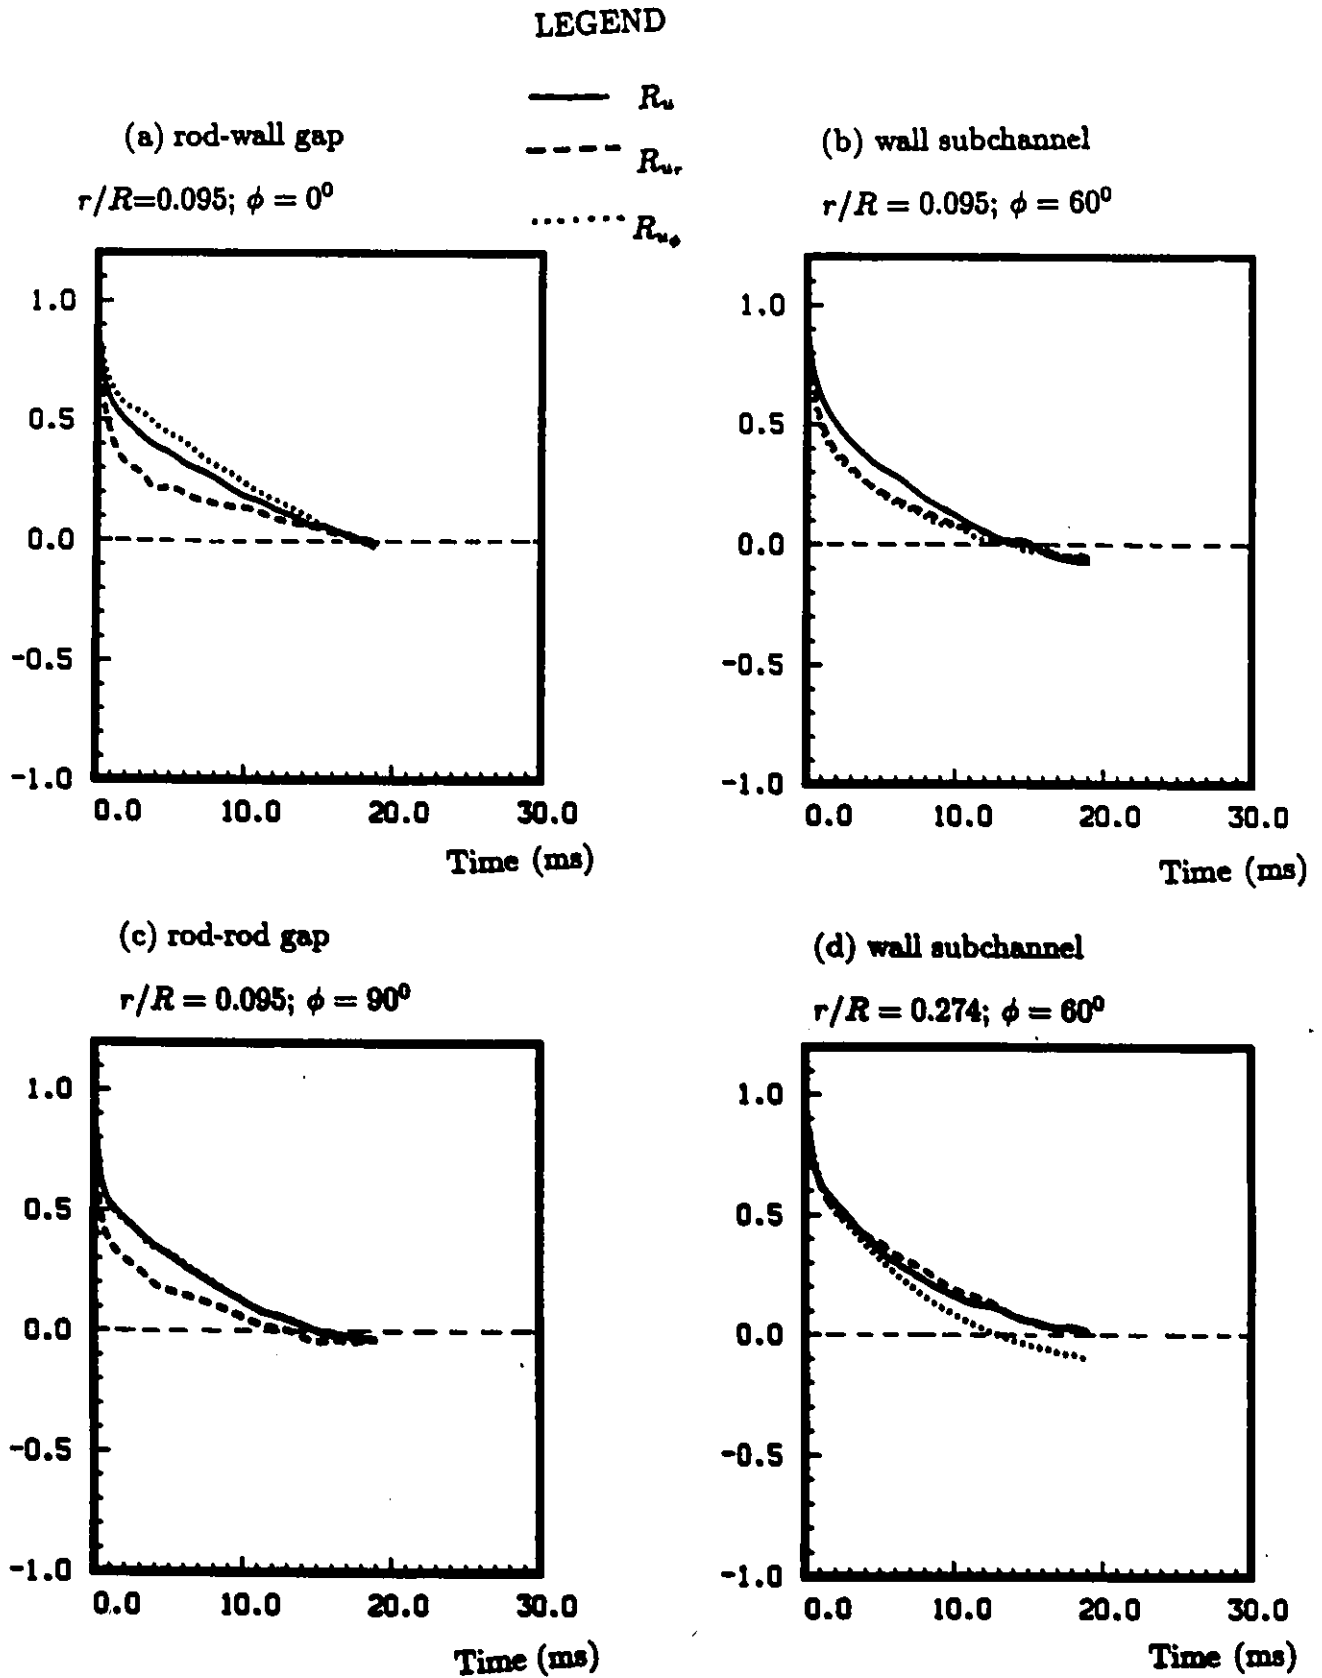 LEGEND
R_u
R_{u_r}
R_{u_ϕ}
(a) rod-wall gap
r/R=0.095; ϕ = 0⁰
1.0
0.5
0.0
-0.5
-1.0
0.0 10.0 20.0 30.0
Time (ms)
(b) wall subchannel
r/R = 0.095; ϕ = 60⁰
1.0
0.5
0.0
-0.5
-1.0
0.0 10.0 20.0 30.0
Time (ms)
(c) rod-rod gap
r/R = 0.095; ϕ = 90⁰
1.0
0.5
0.0
-0.5
-1.0
0.0 10.0 20.0 30.0
Time (ms)
(d) wall subchannel
r/R = 0.274; ϕ = 60⁰
1.0
0.5
0.0
-0.5
-1.0
0.0 10.0 20.0 30.0
Time (ms)